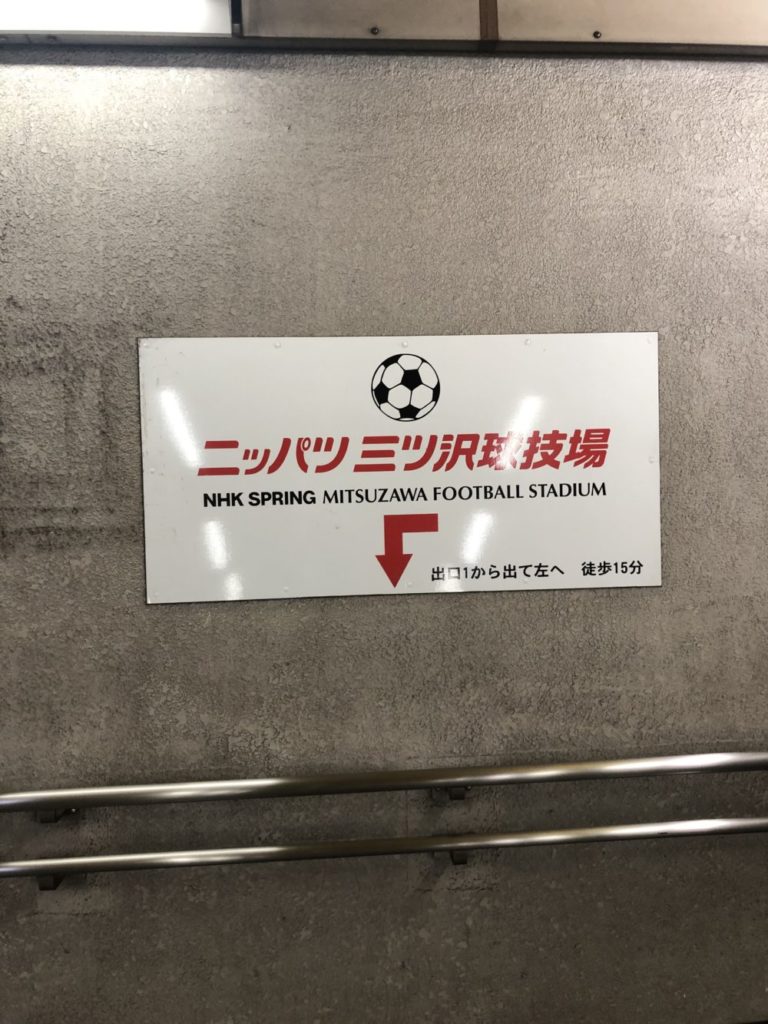 ニッパツ 三ツ沢球技場
NHK SPRING MITSUZAWA FOOTBALL STADIUM
出口1から出て左へ 徒歩15分